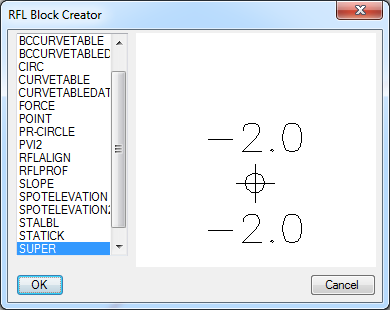 RFL Block Creator
BCCURVETABLE
BCCURVETABLED
CIRC
CURVETABLE
CURVETABLEDAT
FORCE
POINT
PR-CIRCLE
PVI2
RFLALIGN
RFLPROF
SLOPE
SPOTELEVATION
SPOTELEVATION2
STALBL
STATICK
SUPER
-2.0
-2.0
OK
Cancel